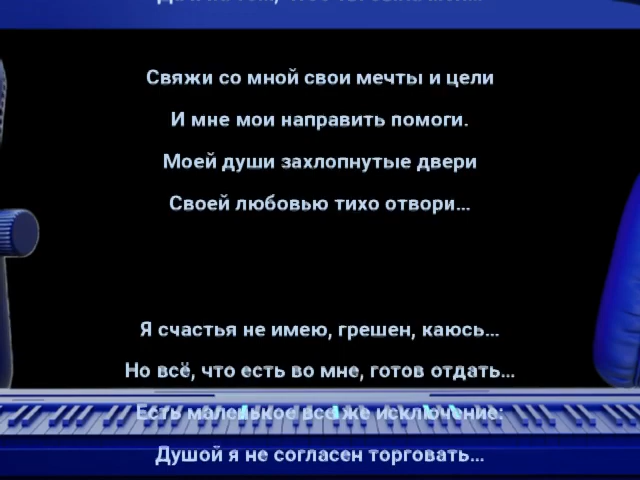 Свяжи со мной свои мечты и цели
И мне мои направить помоги.
Моей души захлопнутые двери
Своей любовью тихо отвори...
Я счастья не имею, грешен, каюсь...
Но всё, что есть во мне, готов отдать...
Есть маленькое все же исключение:
Душой я не согласен торговать...